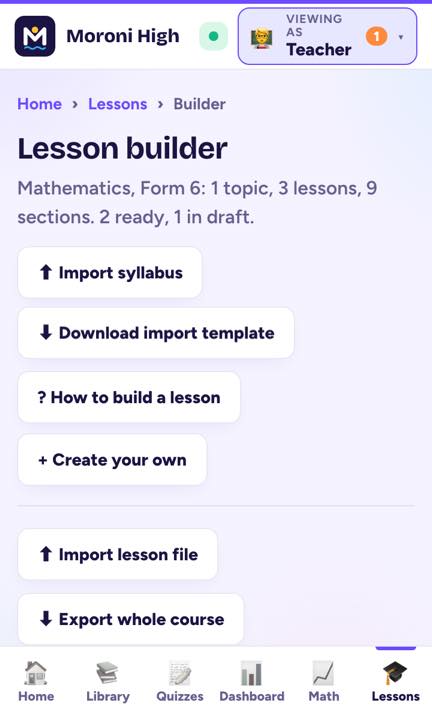 Moroni High
VIEWING
AS
Teacher
1
Home › Lessons › Builder
Lesson builder
Mathematics, Form 6: 1 topic, 3 lessons, 9
sections. 2 ready, 1 in draft.
⬆ Import syllabus
⬇ Download import template
? How to build a lesson
+ Create your own
⬆ Import lesson file
⬇ Export whole course
Home
Library
Quizzes
Dashboard
Math
Lessons